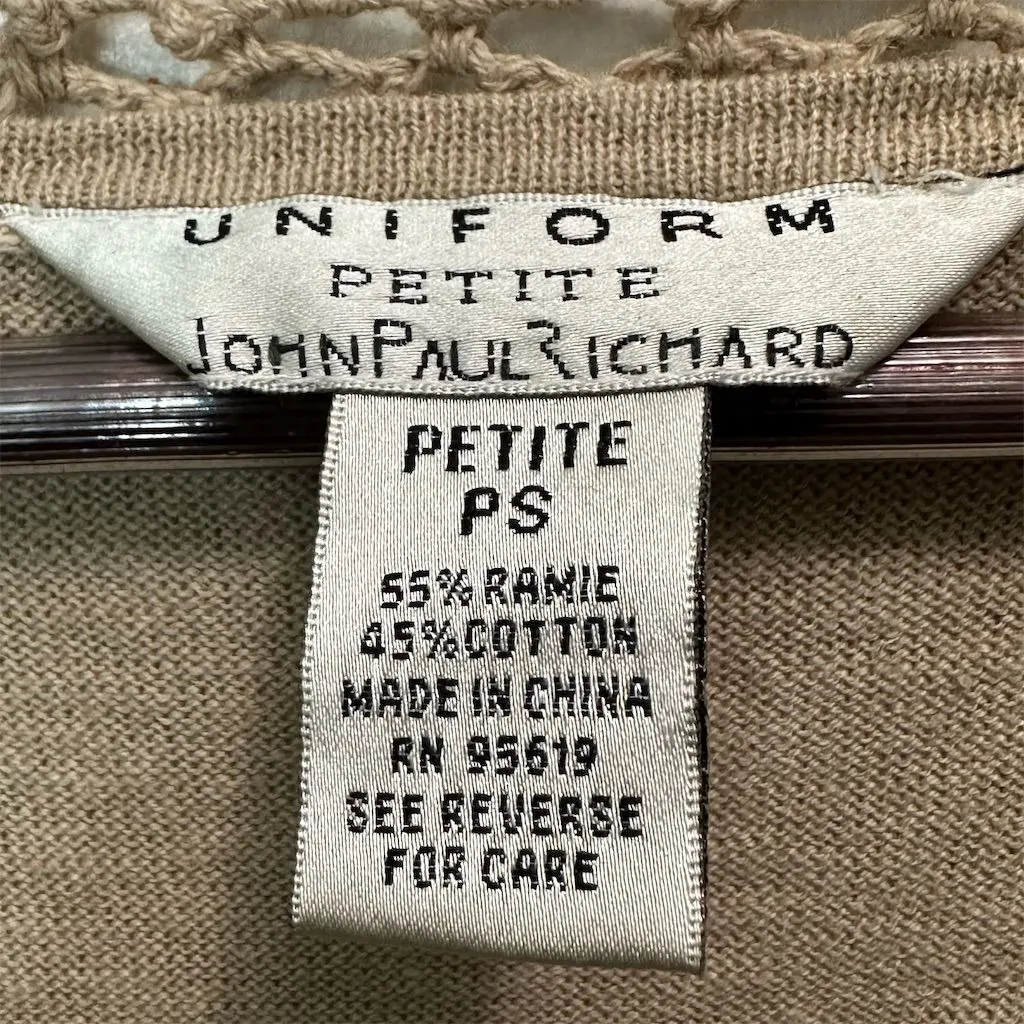 UNIFORM
PETITE
JOHNPAULRICHARD
PETITE
PS
55% RAMIE
45% COTTON
MADE IN CHINA
RN 95619
SEE REVERSE
FOR CARE